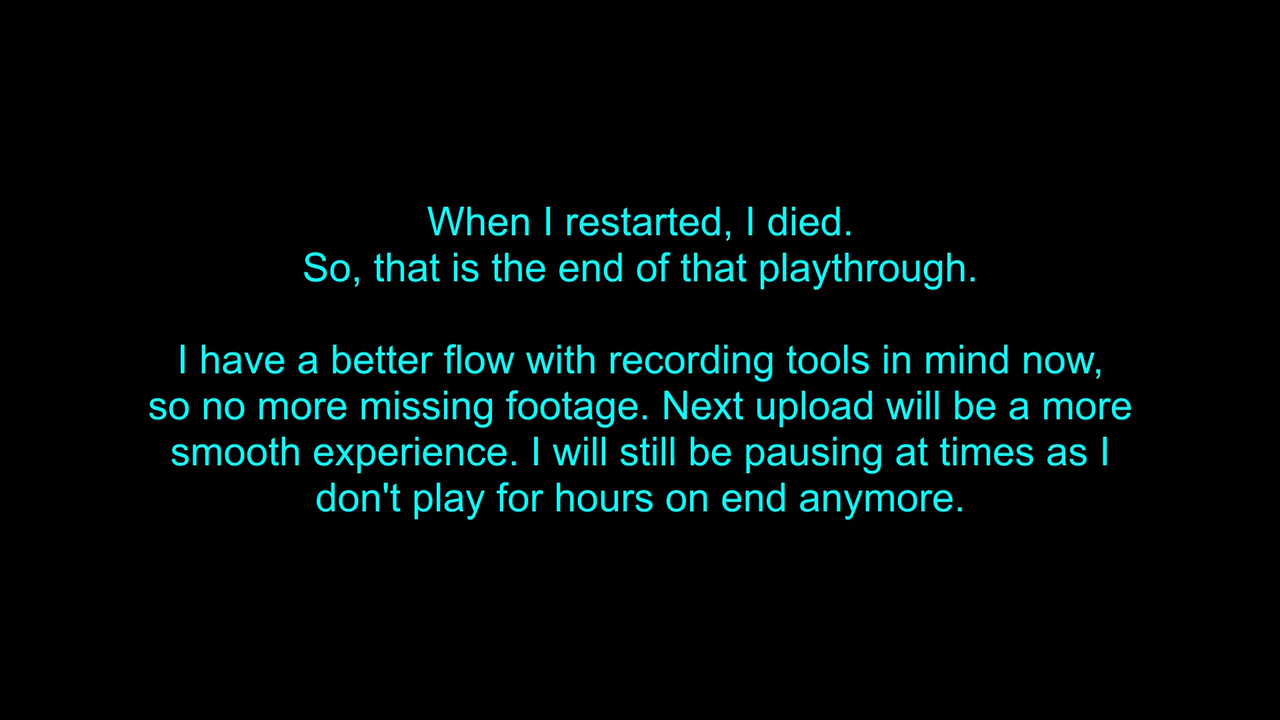 When I restarted, I died.
So, that is the end of that playthrough.
I have a better flow with recording tools in mind now,
so no more missing footage. Next upload will be a more
smooth experience. I will still be pausing at times as I
don't play for hours on end anymore.